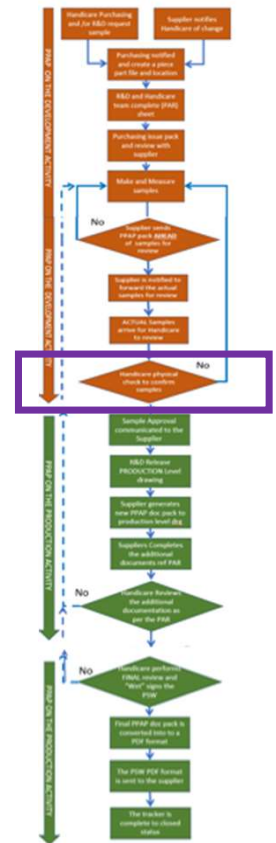 Handicare Purchasing
and /or R&D request
sample
Supplier notifies
Handicare of change
Purchasing notified
and create a piece
part file and location
R&D and Handicare
team complete (PAR)
sheet
Purchasing issue pack
and review with
supplier
Make and Measure
samples
No
Supplier sends
PPAP pack AHEAD
of samples for
review
Supplier is notified to
forward the actual
samples for review
ACTUAL Samples
arrive for Handicare
to review
No
Handicare physical
check to confirm
samples
PPAP ON THE DEVELOPMENT ACTIVITY
PPAP ON THE DEVELOPMENT ACTIVITY
Sample Approval
communicated to the
Supplier
R&D Release
PRODUCTION Level
drawing
Supplier generates
new PPAP doc pack to
production level drg
Suppliers Completes
the additional
documents ref PAR
No
Handicare Reviews
the additional
documentation as
per the PAR
PPAP ON THE PRODUCTION ACTIVITY
No
Handicare performs
FINAL review and
"Wet" signs the
PSW
Final PPAP doc pack is
converted into to a
PDF format
The PSW PDF format
is sent to the supplier
The tracker is
complete to closed
status
PPAP ON THE PRODUCTION ACTIVITY